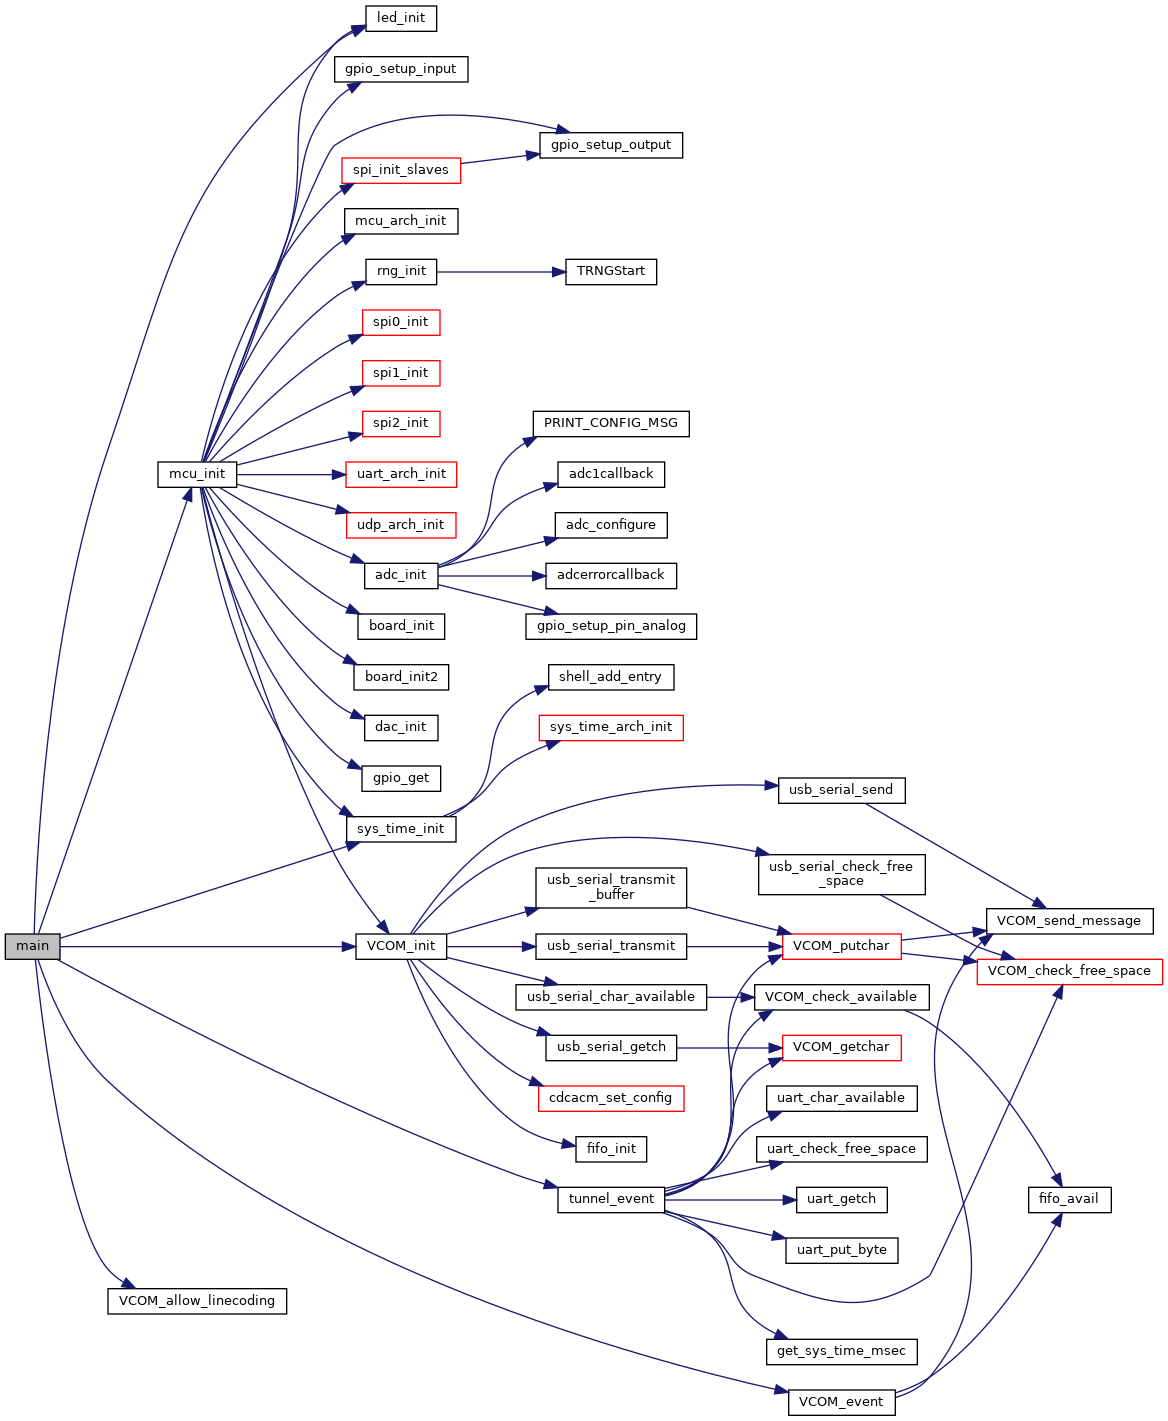 led_init
gpio_setup_input
gpio_setup_output
spi_init_slaves
mcu_arch_init
rng_init
TRNGStart
spi0_init
spi1_init
spi2_init
PRINT_CONFIG_MSG
mcu_init
uart_arch_init
adc1callback
udp_arch_init
adc_configure
adc_init
adcerrorcallback
board_init
gpio_setup_pin_analog
board_init2
shell_add_entry
dac_init
sys_time_arch_init
gpio_get
usb_serial_send
sys_time_init
usb_serial_check_free
_space
usb_serial_transmit
_buffer
VCOM_send_message
main
VCOM_init
usb_serial_transmit
VCOM_putchar
VCOM_check_free_space
usb_serial_char_available
VCOM_check_available
usb_serial_getch
VCOM_getchar
cdcacm_set_config
uart_char_available
fifo_init
uart_check_free_space
tunnel_event
uart_getch
fifo_avail
uart_put_byte
VCOM_allow_linecoding
get_sys_time_msec
VCOM_event